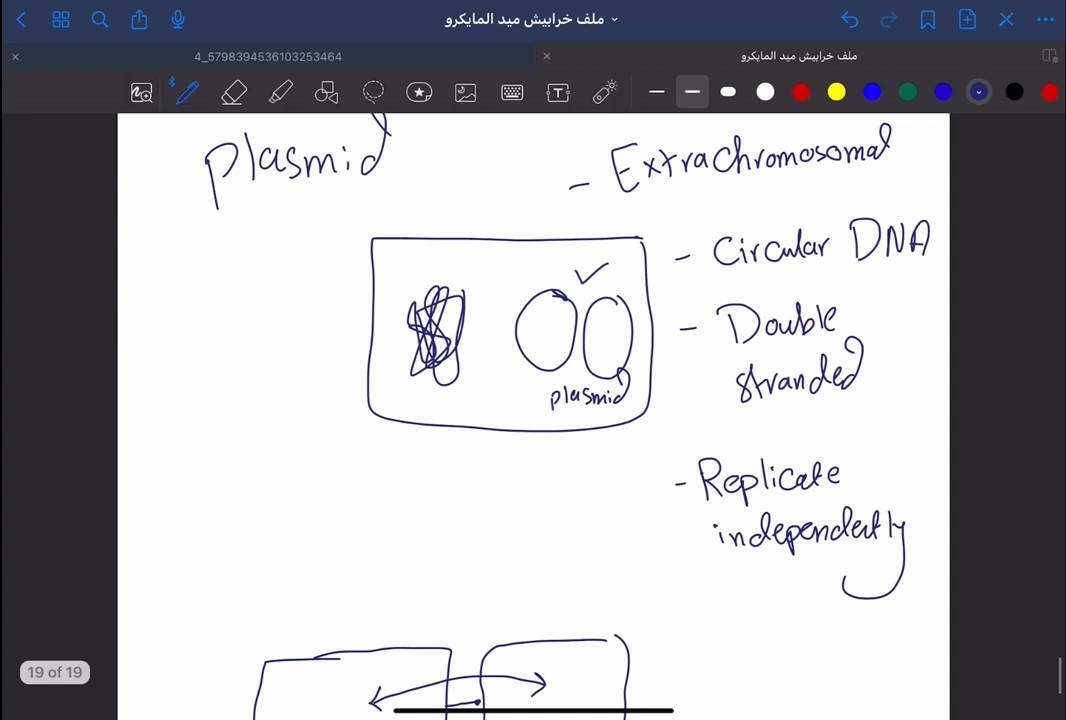 ملف خرابيش ميد المايكرو
4_5798394536103253464
ملف خرابيش ميد المايكرو
plasmid
- Extrachromosomal
- Circular DNA
- Double
stranded
plasmid
- Replicate
independently
19 of 19